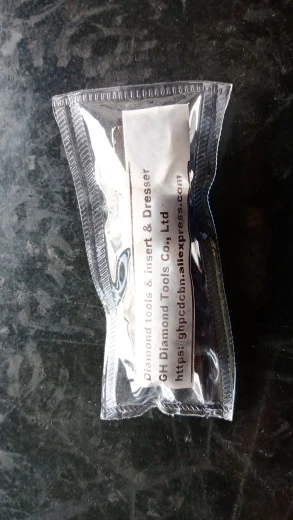 Diamond tools & insert & Dresser
GH Diamond Tools Co., Ltd
https: ghpcdcbn.aliexpress.com